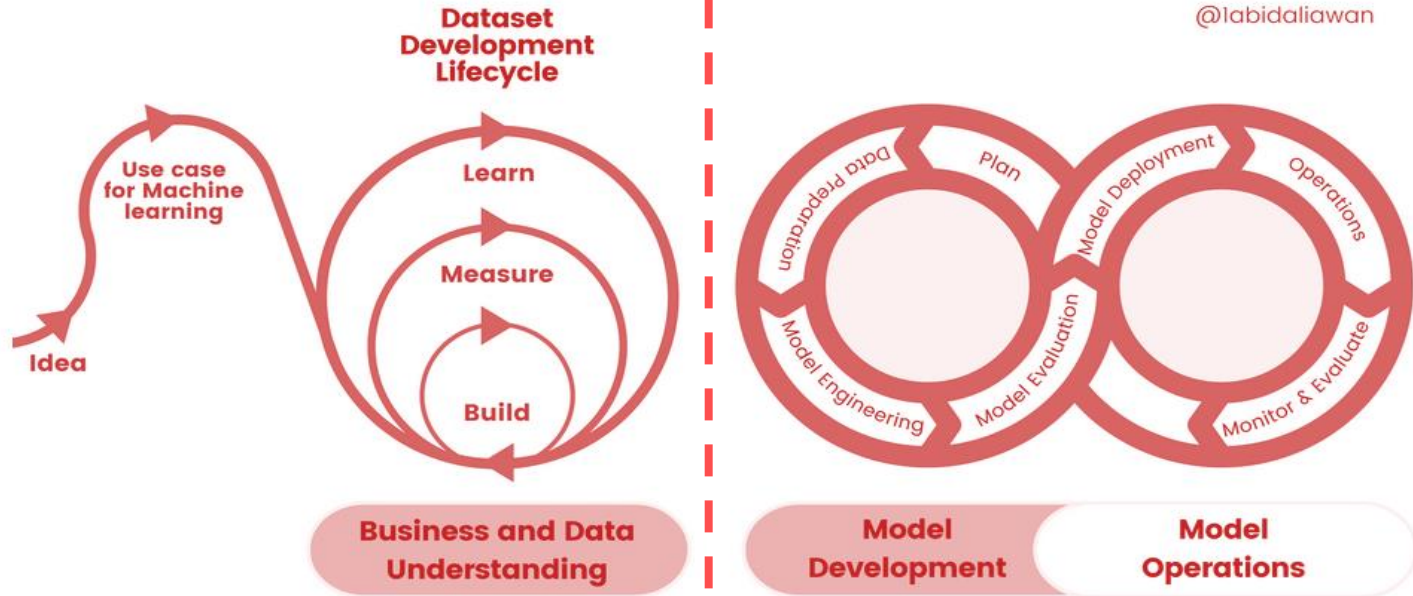 Dataset
Development
Lifecycle
@1abidaliawan
Use case
for Machine
learning
Idea
Learn
Measure
Build
Business and Data
Understanding
Plan
Data Preparation
Model Engineering
Model Evaluation
Model Deployment
Operations
Monitor & Evaluate
Model
Development
Model
Operations